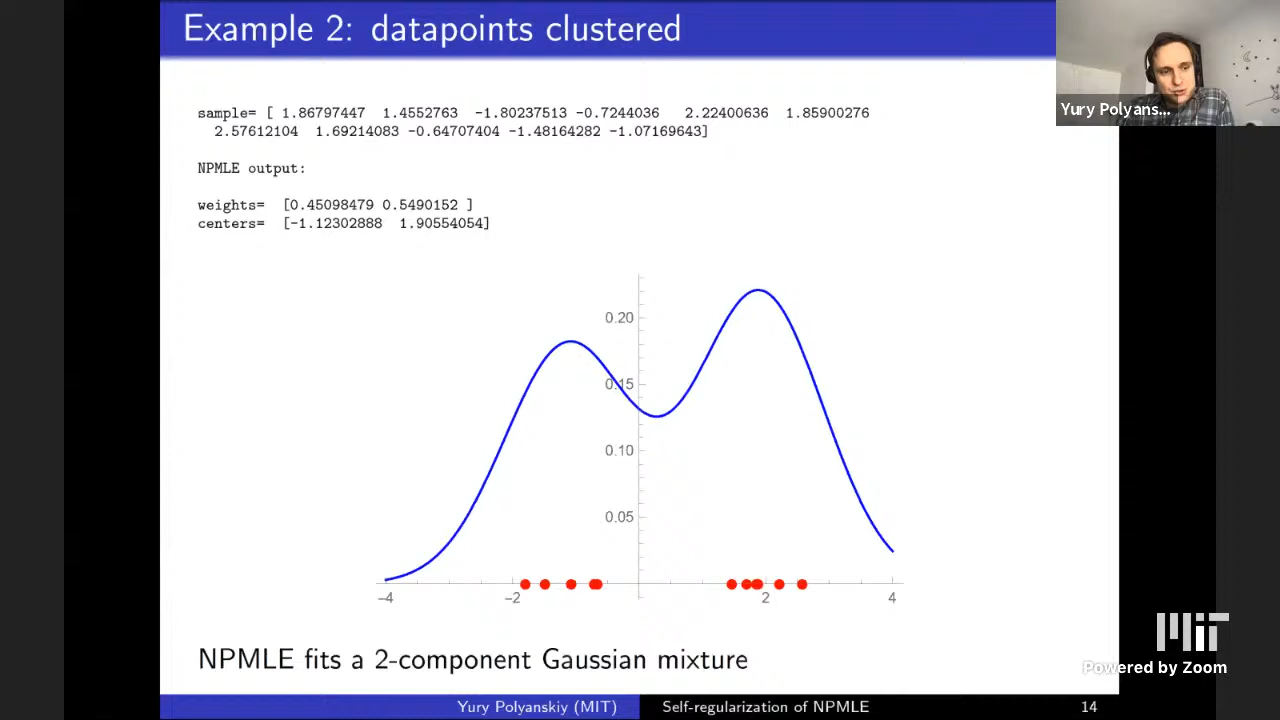 Example 2: datapoints clustered
Yury Polyans...
sample= [ 1.86797447 1.4552763 -1.80237513 -0.7244036 2.22400636 1.85900276
2.57612104 1.69214083 -0.64707404 -1.48164282 -1.07169643]
NPMLE output:
weights= [0.45098479 0.5490152 ]
centers= [-1.12302888 1.90554054]
0.20
0.15
0.10
0.05
-4 -2 2 4
NPMLE fits a 2-component Gaussian mixture
MIT
Powered by Zoom
Yury Polyanskiy (MIT) Self-regularization of NPMLE 14